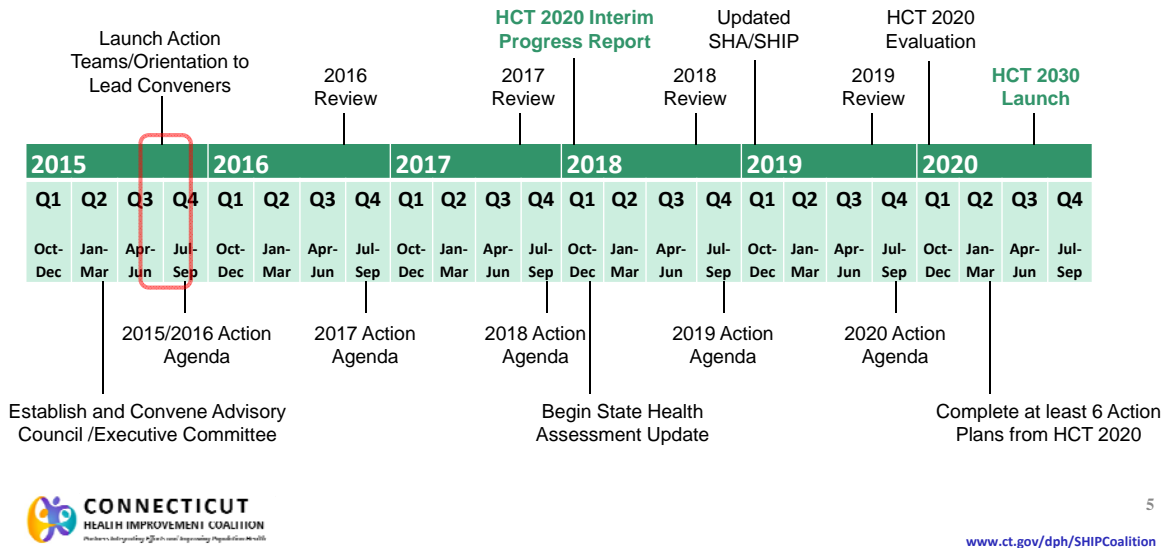 HCT 2020 Interim
Progress Report
Updated
SHA/SHIP
HCT 2020
Evaluation
Launch Action
Teams/Orientation to
Lead Conveners
2016
Review
2017
Review
2018
Review
2019
Review
HCT 2030
Launch
2015 2016 2017 2018 2019 2020
Q1 Q2 Q3 Q4 Q1 Q2 Q3 Q4 Q1 Q2 Q3 Q4 Q1 Q2 Q3 Q4 Q1 Q2 Q3 Q4 Q1 Q2 Q3 Q4
Oct- Jan- Apr- Jul- Oct- Jan- Apr- Jul- Oct- Jan- Apr- Jul- Oct- Jan- Apr- Jul- Oct- Jan- Apr- Jul- Oct- Jan- Apr- Jul-
Dec Mar Jun Sep Dec Mar Jun Sep Dec Mar Jun Sep Dec Mar Jun Sep Dec Mar Jun Sep Dec Mar Jun Sep
2015/2016 Action
Agenda
2017 Action
Agenda
2018 Action
Agenda
2019 Action
Agenda
2020 Action
Agenda
Establish and Convene Advisory
Council /Executive Committee
Begin State Health
Assessment Update
Complete at least 6 Action
Plans from HCT 2020
CONNECTICUT
HEALTH IMPROVEMENT COALITION
Partners Integrating Efforts and Improving Population Health
5
www.ct.gov/dph/SHIPCoalition